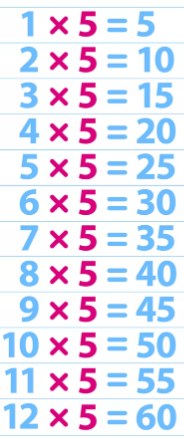 1 × 5 = 5
2 × 5 = 10
3 × 5 = 15
4 × 5 = 20
5 × 5 = 25
6 × 5 = 30
7 × 5 = 35
8 × 5 = 40
9 × 5 = 45
10 × 5 = 50
11 × 5 = 55
12 × 5 = 60